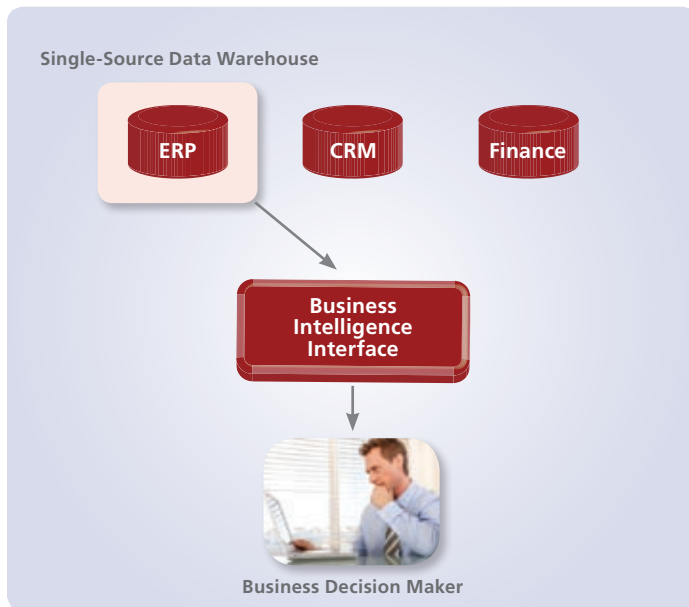 Single-Source Data Warehouse
ERP
CRM
Finance
Business
Intelligence
Interface
Business Decision Maker